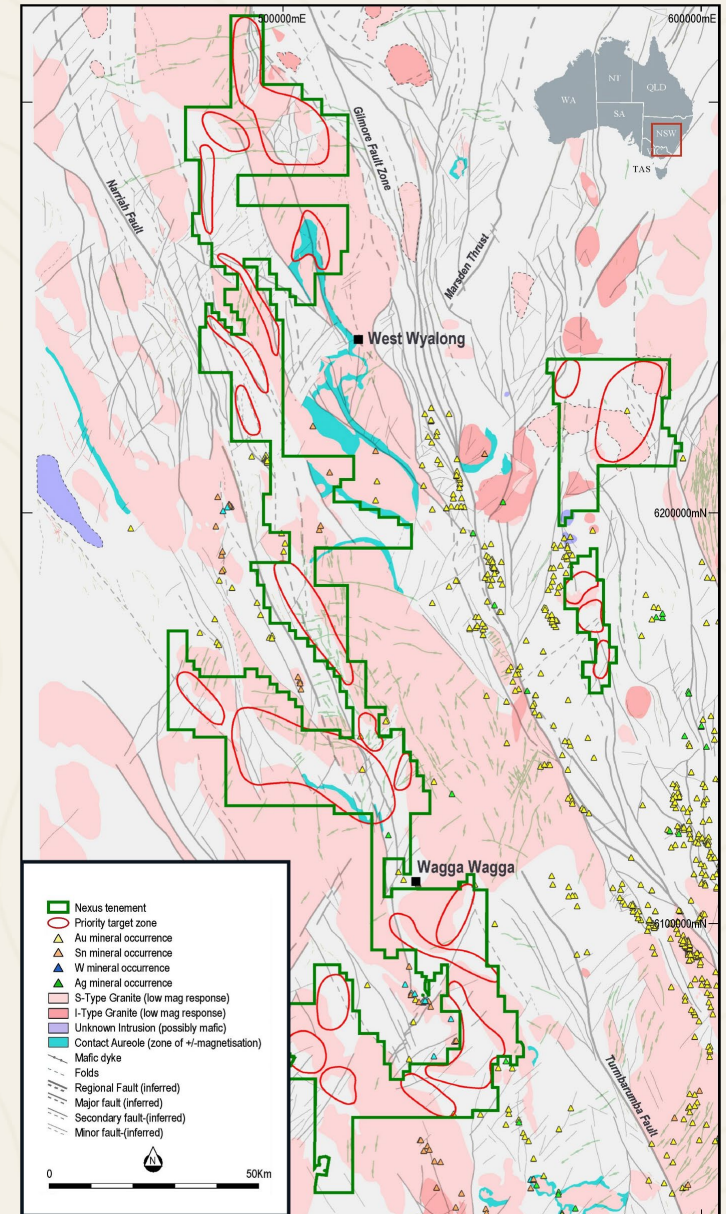 500000mE
600000mE
NT
QLD
WA
SA
NSW
TAS
Gilmore Fault Zone
Narriah Fault
Marsden Thrust
West Wyalong
6200000mN
Wagga Wagga
6100000mN
Tumbarumba Fault
Nexus tenement
Priority target zone
Au mineral occurrence
Sn mineral occurrence
W mineral occurrence
Ag mineral occurrence
S-Type Granite (low mag response)
I-Type Granite (low mag response)
Unknown Intrusion (possibly mafic)
Contact Aureole (zone of +/-magnetisation)
Mafic dyke
Folds
Regional Fault (inferred)
Major fault (inferred)
Secondary fault-(inferred)
Minor fault-(inferred)
N
0
50Km